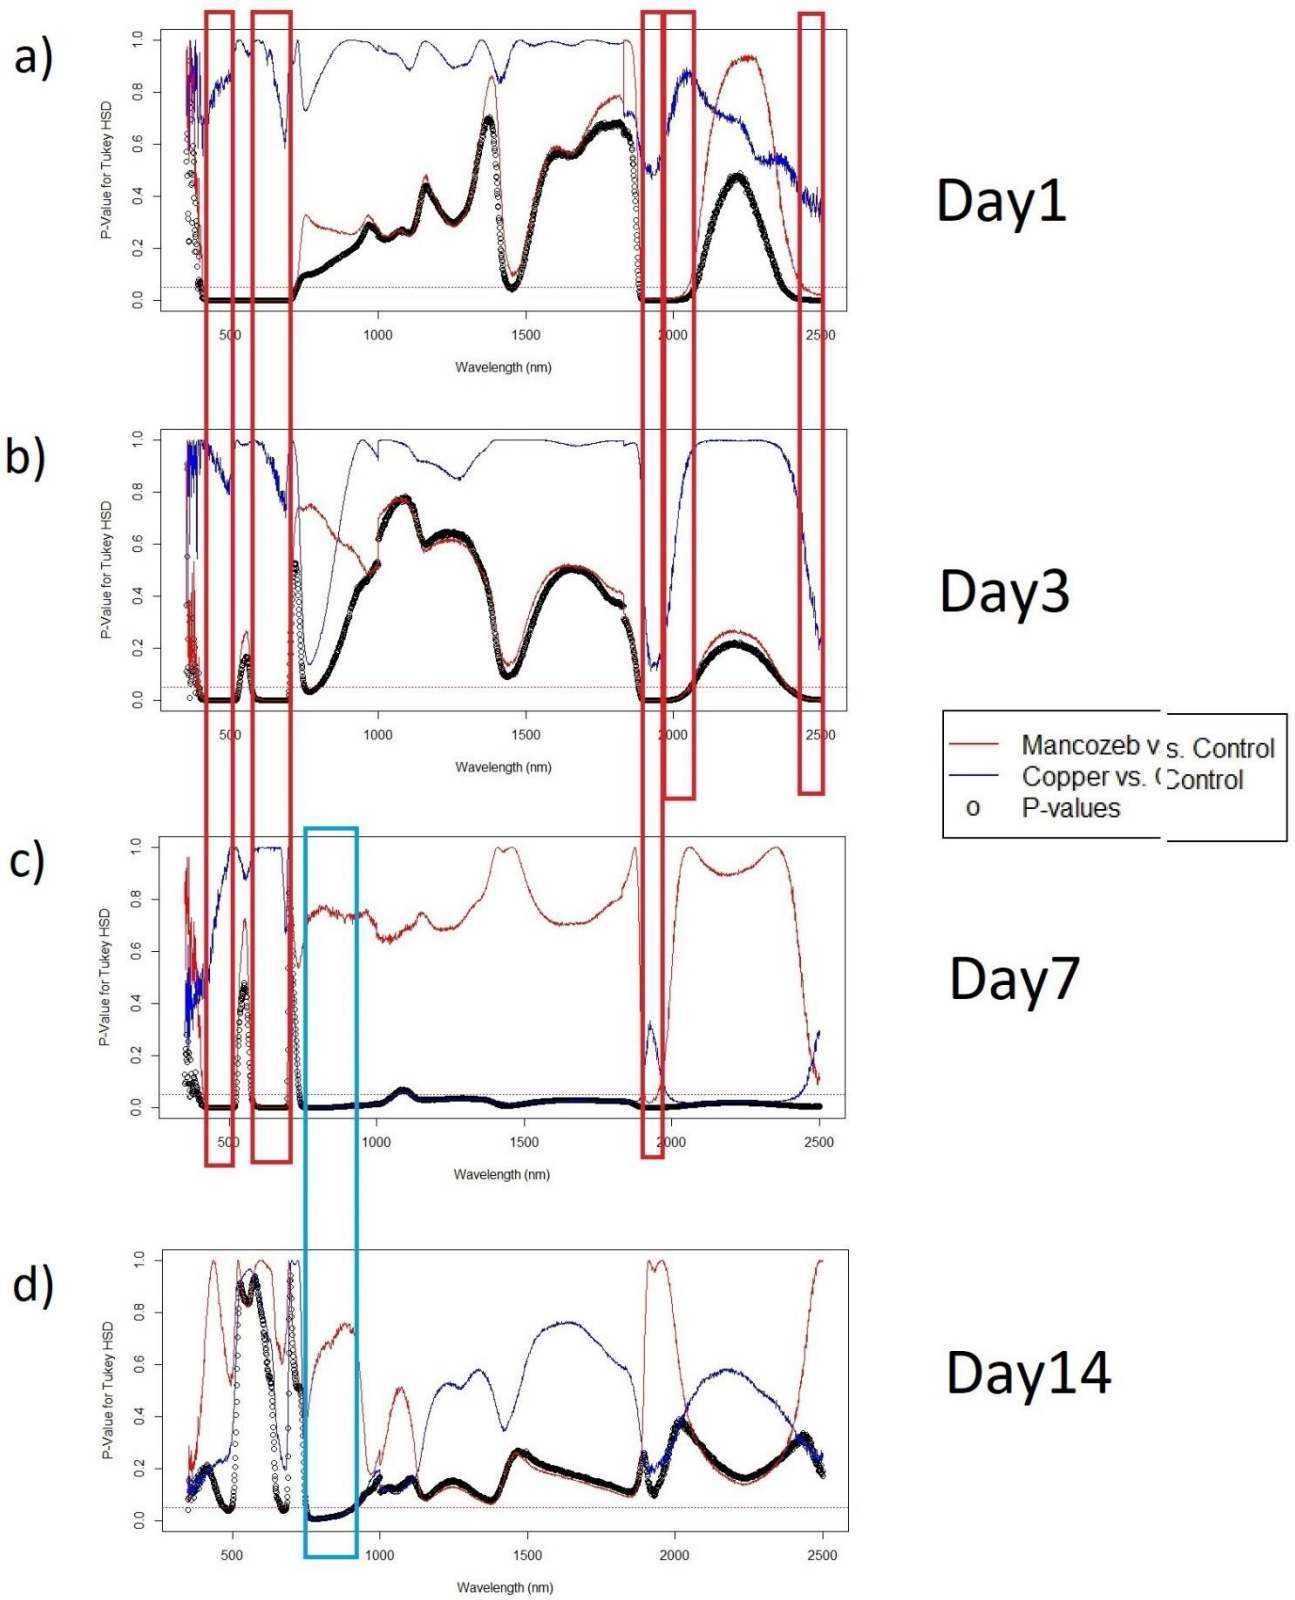 a)
P-Value for Tukey HSD
1.0
0.8
0.6
0.4
0.2
0.0
500 1000 1500 2000 2500
Wavelength (nm)
Day1
b)
P-Value for Tukey HSD
1.0
0.8
0.6
0.4
0.2
0.0
500 1000 1500 2000 2500
Wavelength (nm)
Day3
Mancozeb vs. Control
Copper vs. Control
o P-values
c)
P-Value for Tukey HSD
1.0
0.8
0.6
0.4
0.2
0.0
500 1000 1500 2000 2500
Wavelength (nm)
Day7
d)
P-Value for Tukey HSD
1.0
0.8
0.6
0.4
0.2
0.0
500 1000 1500 2000 2500
Wavelength (nm)
Day14